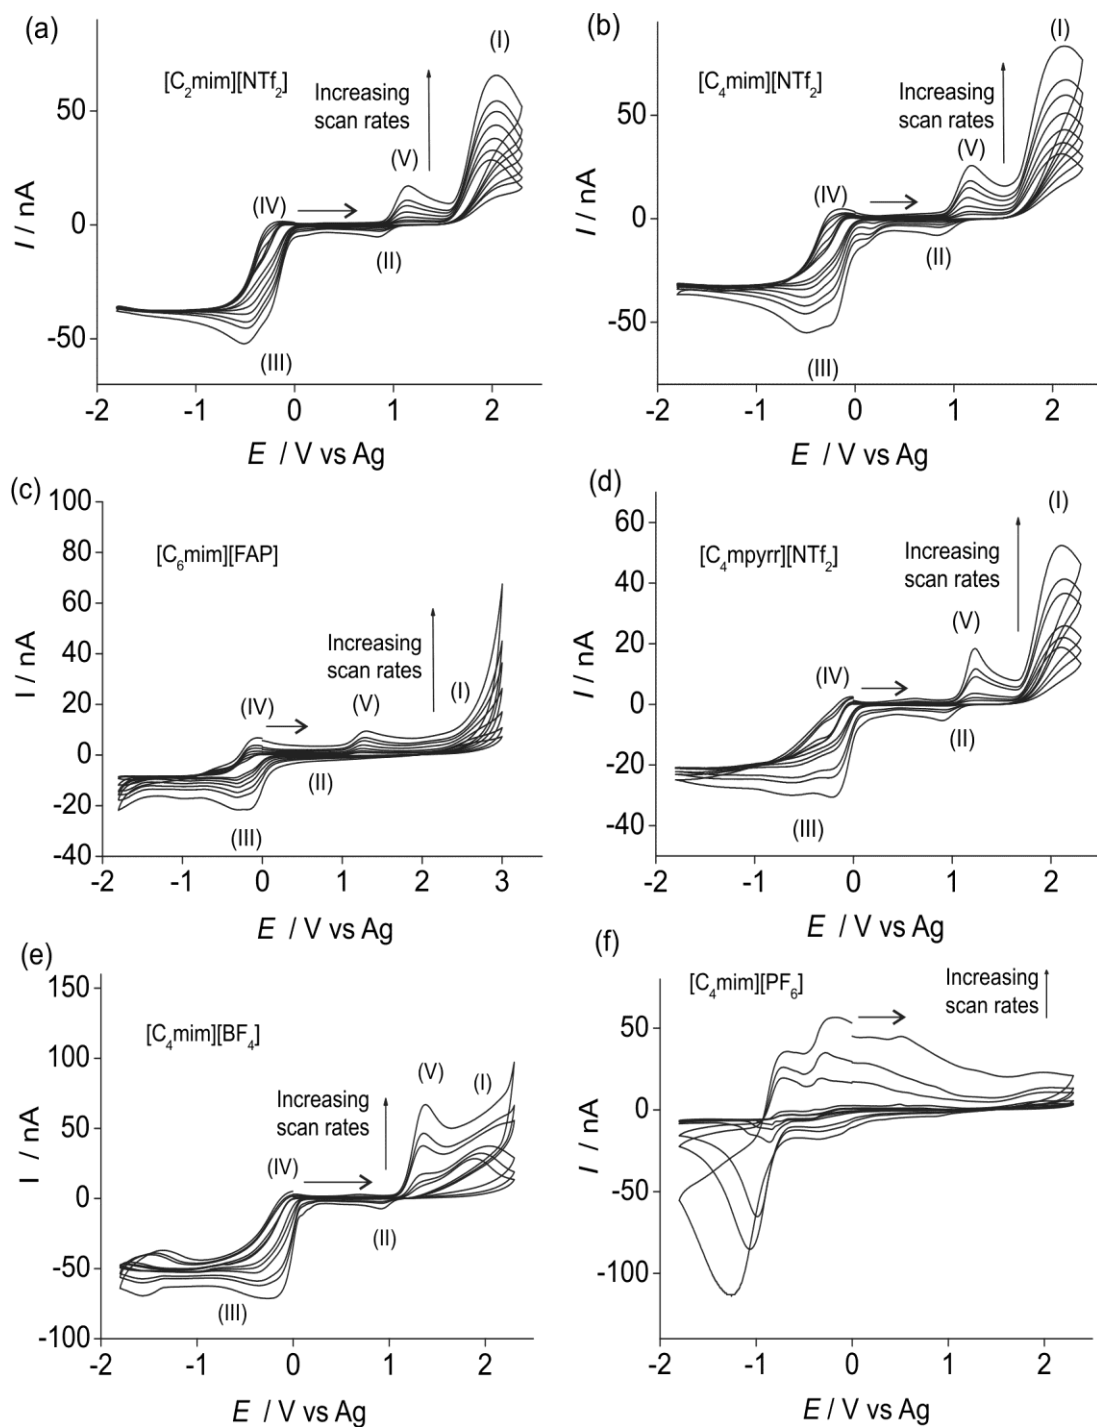 (a)
[C2mim][NTf2]
Increasing
scan rates
(I)
(V)
(IV)
(II)
(III)
50
0
-50
I / nA
-2 -1 0 1 2
E / V vs Ag
(b)
[C4mim][NTf2]
Increasing
scan rates
(I)
(V)
(IV)
(II)
(III)
50
0
-50
I / nA
-2 -1 0 1 2
E / V vs Ag
(c)
[C6mim][FAP]
Increasing
scan rates
(I)
(V)
(IV)
(II)
(III)
100
80
60
40
20
0
-20
-40
I / nA
-2 -1 0 1 2 3
E / V vs Ag
(d)
[C4mpyrr][NTf2]
Increasing
scan rates
(I)
(V)
(IV)
(II)
(III)
60
40
20
0
-20
-40
I / nA
-2 -1 0 1 2
E / V vs Ag
(e)
[C4mim][BF4]
Increasing
scan rates
(V)
(I)
(IV)
(II)
(III)
150
100
50
0
-50
-100
I / nA
-2 -1 0 1 2
E / V vs Ag
(f)
[C4mim][PF6]
Increasing
scan rates
50
0
-50
-100
I / nA
-2 -1 0 1 2
E / V vs Ag